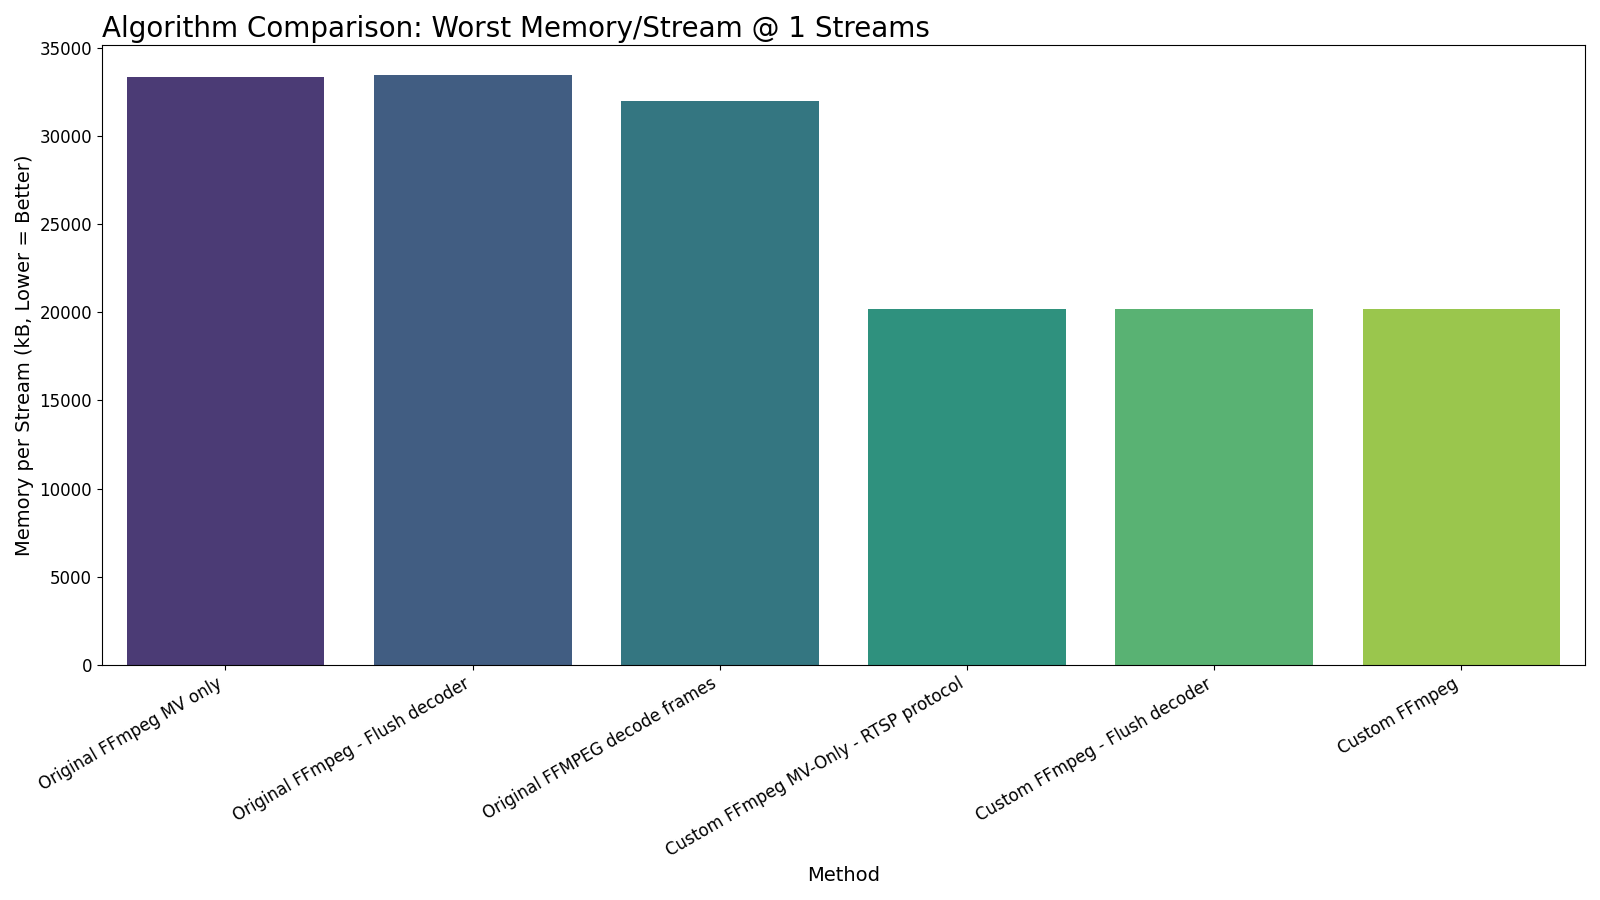 Algorithm Comparison: Worst Memory/Stream @ 1 Streams
Memory per Stream (kB, Lower = Better)
35000
30000
25000
20000
15000
10000
5000
0
Original FFmpeg MV only
Original FFmpeg - Flush decoder
Original FFMPEG decode frames
Custom FFmpeg MV-Only - RTSP protocol
Custom FFmpeg - Flush decoder
Custom FFmpeg
Method